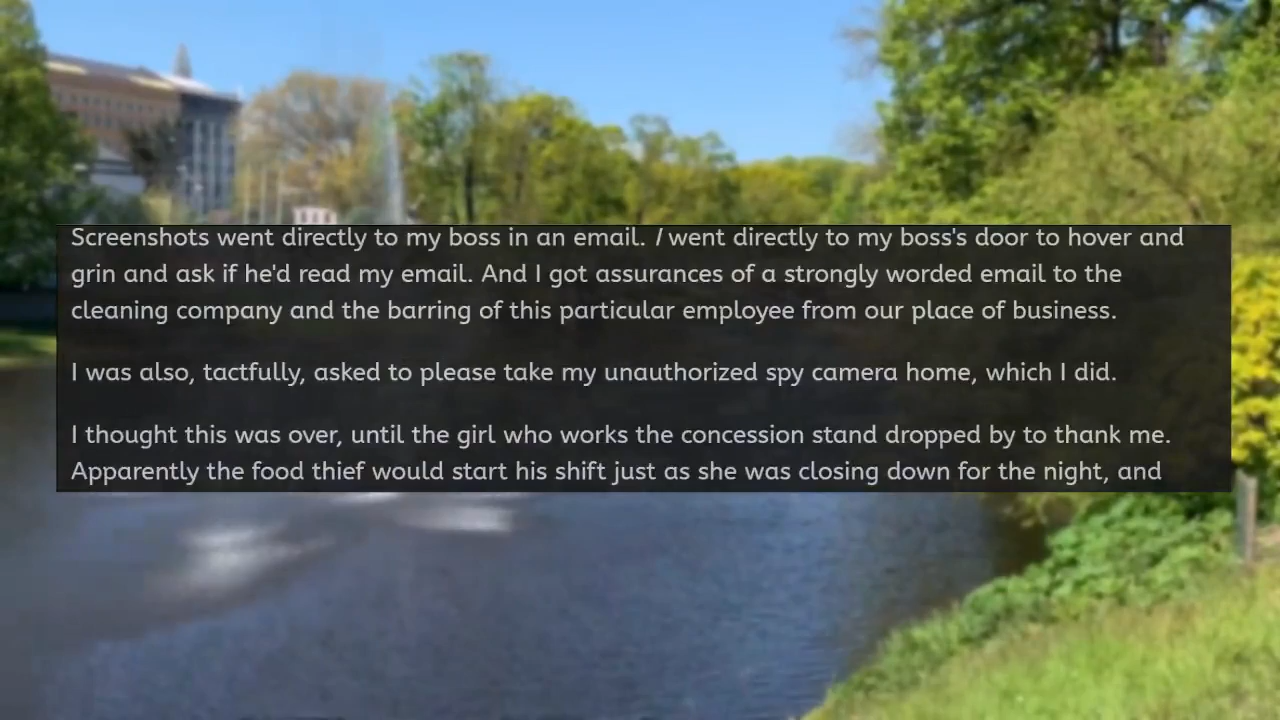 Screenshots went directly to my boss in an email. I went directly to my boss's door to hover and
grin and ask if he'd read my email. And I got assurances of a strongly worded email to the
cleaning company and the barring of this particular employee from our place of business.
I was also, tactfully, asked to please take my unauthorized spy camera home, which I did.
I thought this was over, until the girl who works the concession stand dropped by to thank me.
Apparently the food thief would start his shift just as she was closing down for the night, and